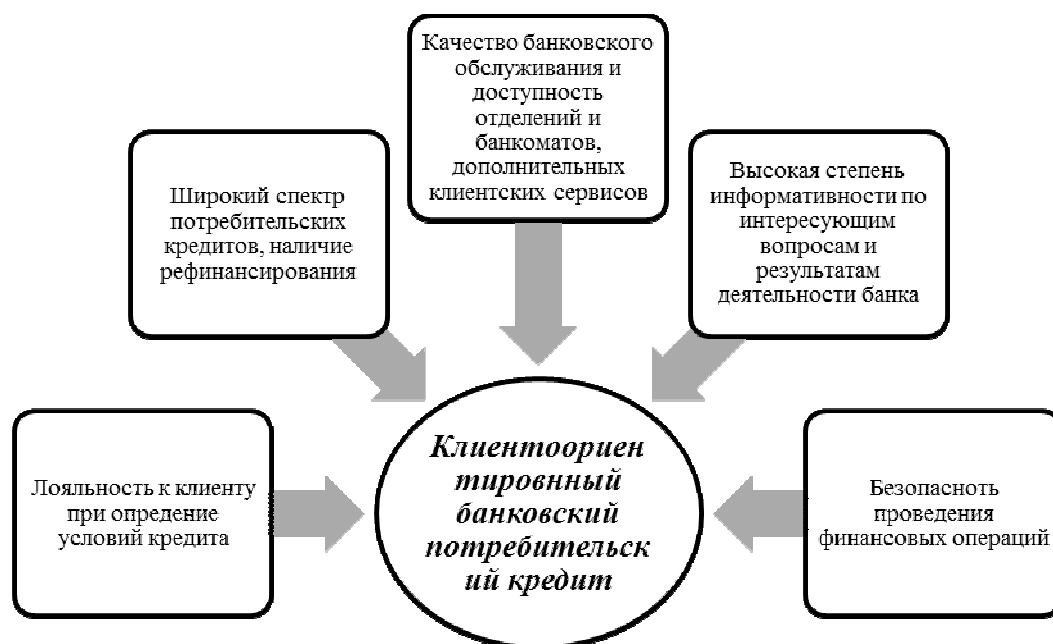 Качество банковского
обслуживания и
доступность
отделений и
банкоматов,
дополнительных
клиентских сервисов
Широкий спектр
потребительских
кредитов, наличие
рефинансирования
Высокая степень
информативности по
интересующим
вопросам и
результатам
деятельности банка
Лояльность к клиенту
при опредение
условий кредита
Клиентоориен
тировнный
банковский
потребительск
ий кредит
Безопасноть
проведения
финансовых операций